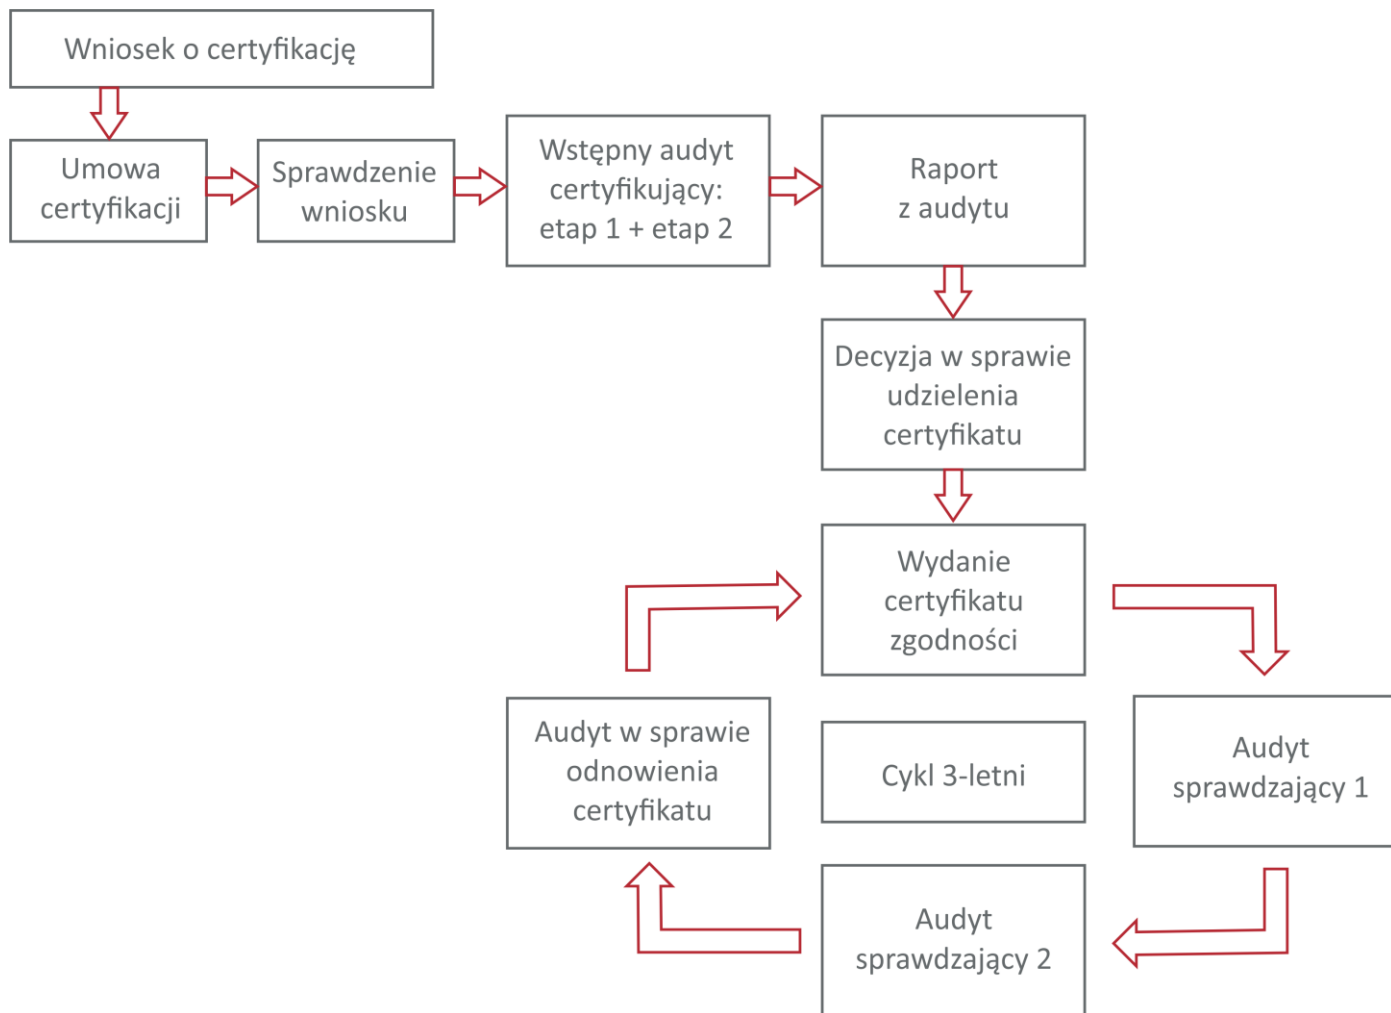 Wniosek o certyfikację
Umowa
certyfikacji
Sprawdzenie
wniosku
Wstępny audyt
certyfikujący:
etap 1 + etap 2
Raport
z audytu
Decyzja w sprawie
udzielenia
certyfikatu
Wydanie
certyfikatu
zgodności
Audyt w sprawie
odnowienia
certyfikatu
Cykl 3-letni
Audyt
sprawdzający 1
Audyt
sprawdzający 2